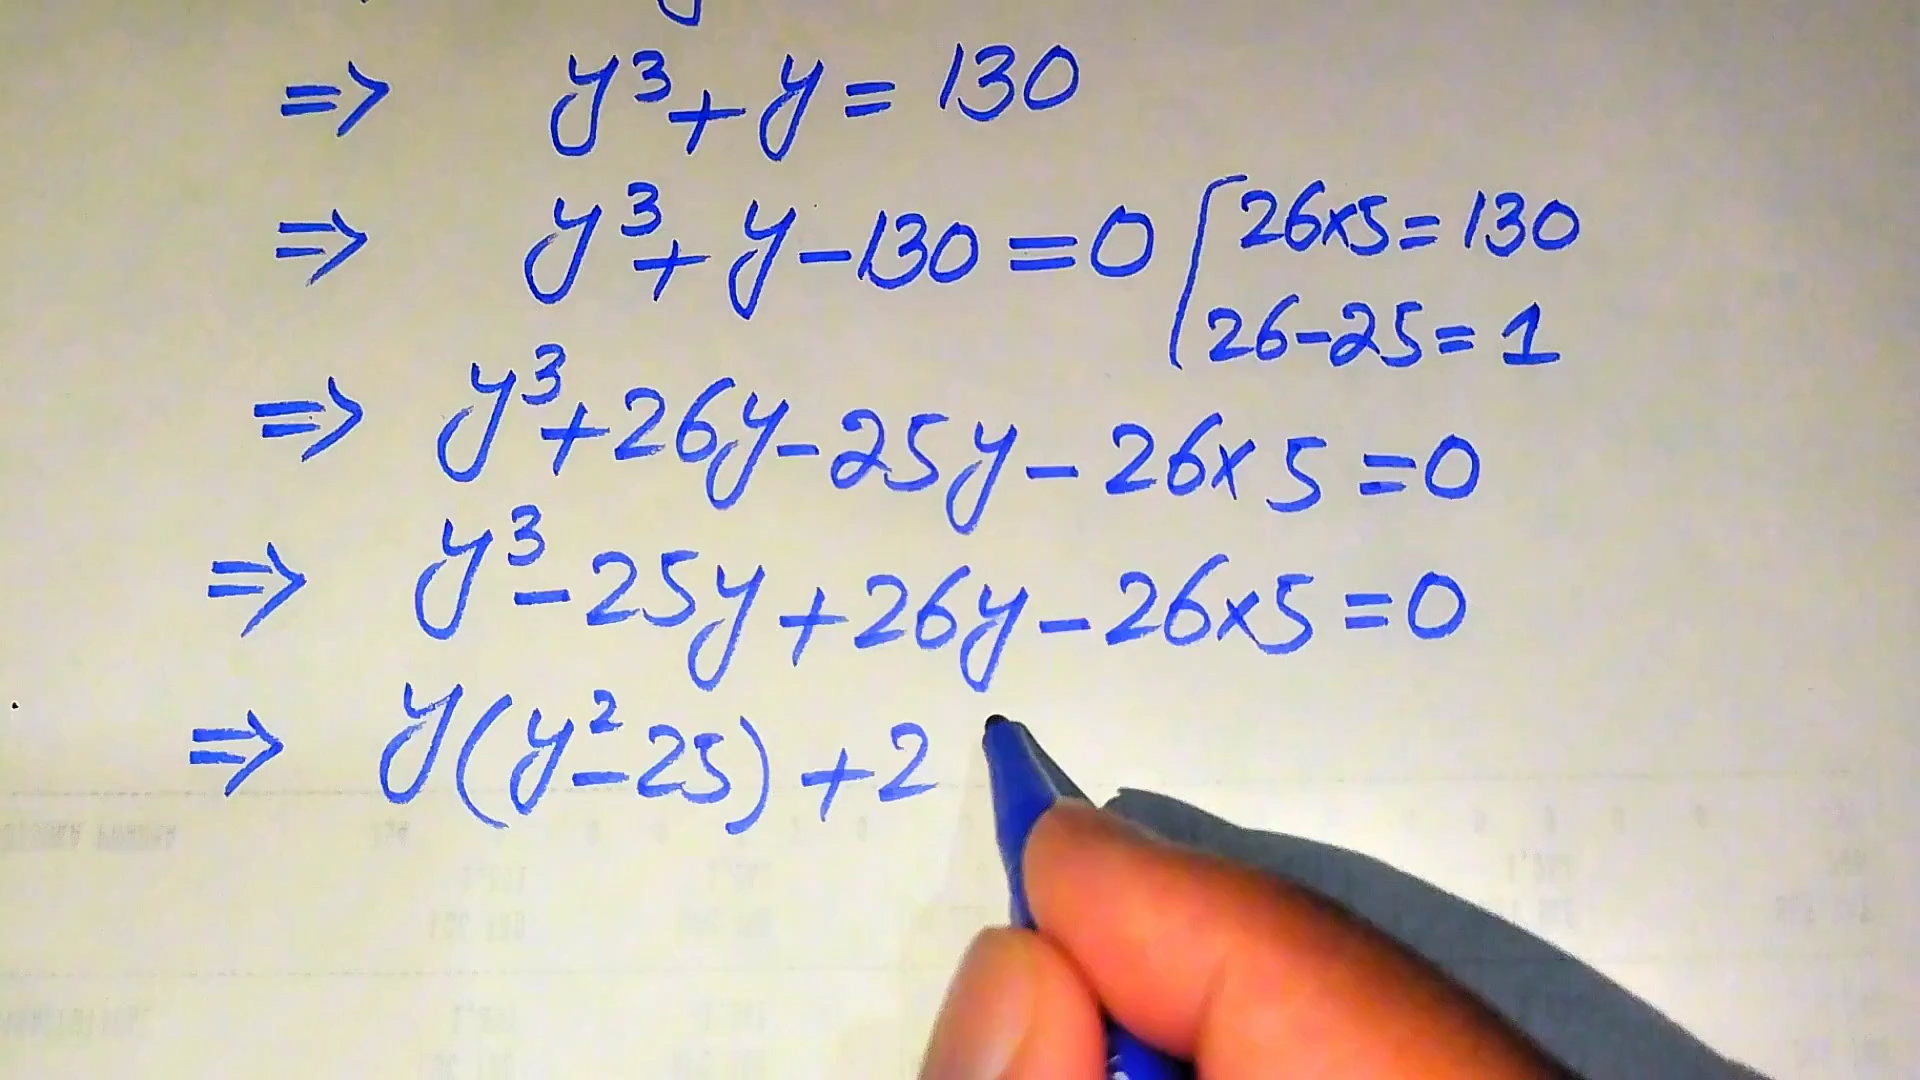 ⇒ y³ + y = 130
⇒ y³ + y - 130 = 0 26×5 = 130
26 - 25 = 1
⇒ y³ + 26y - 25y - 26×5 = 0
⇒ y³ - 25y + 26y - 26×5 = 0
⇒ y(y² - 25) + 2